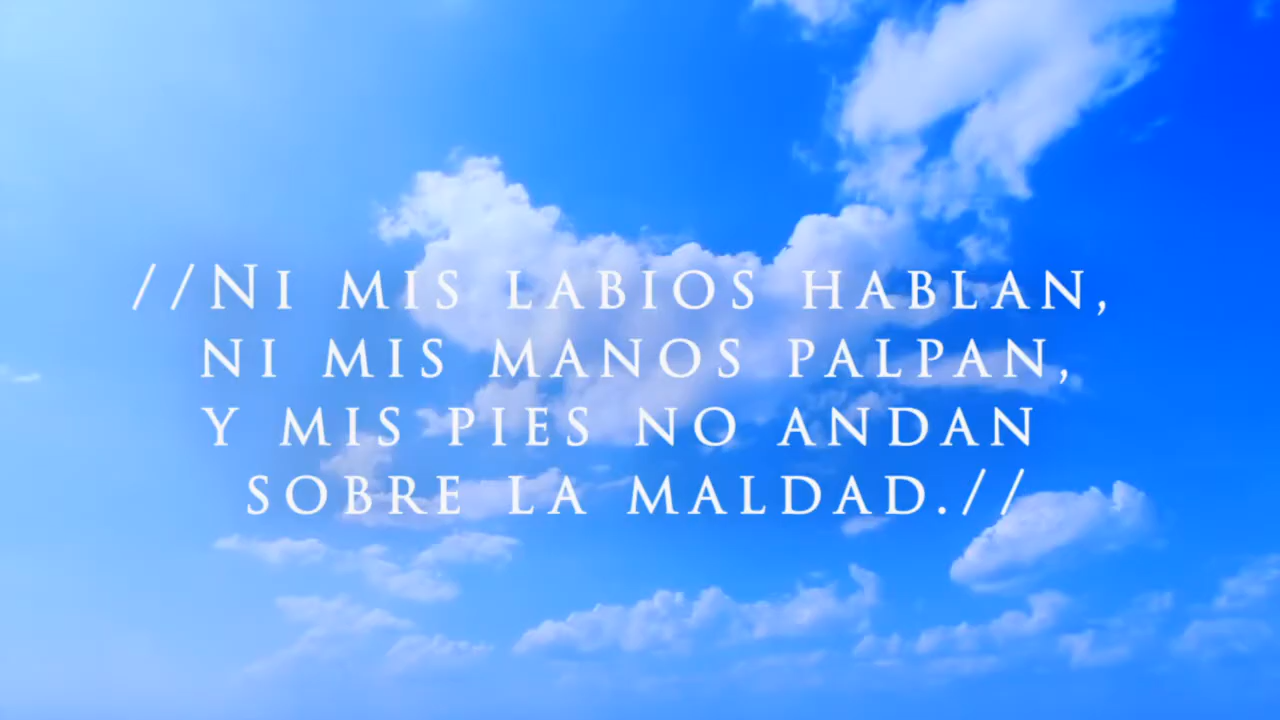 //Ni mis labios hablan,
ni mis manos palpan,
y mis pies no andan
sobre la maldad.//